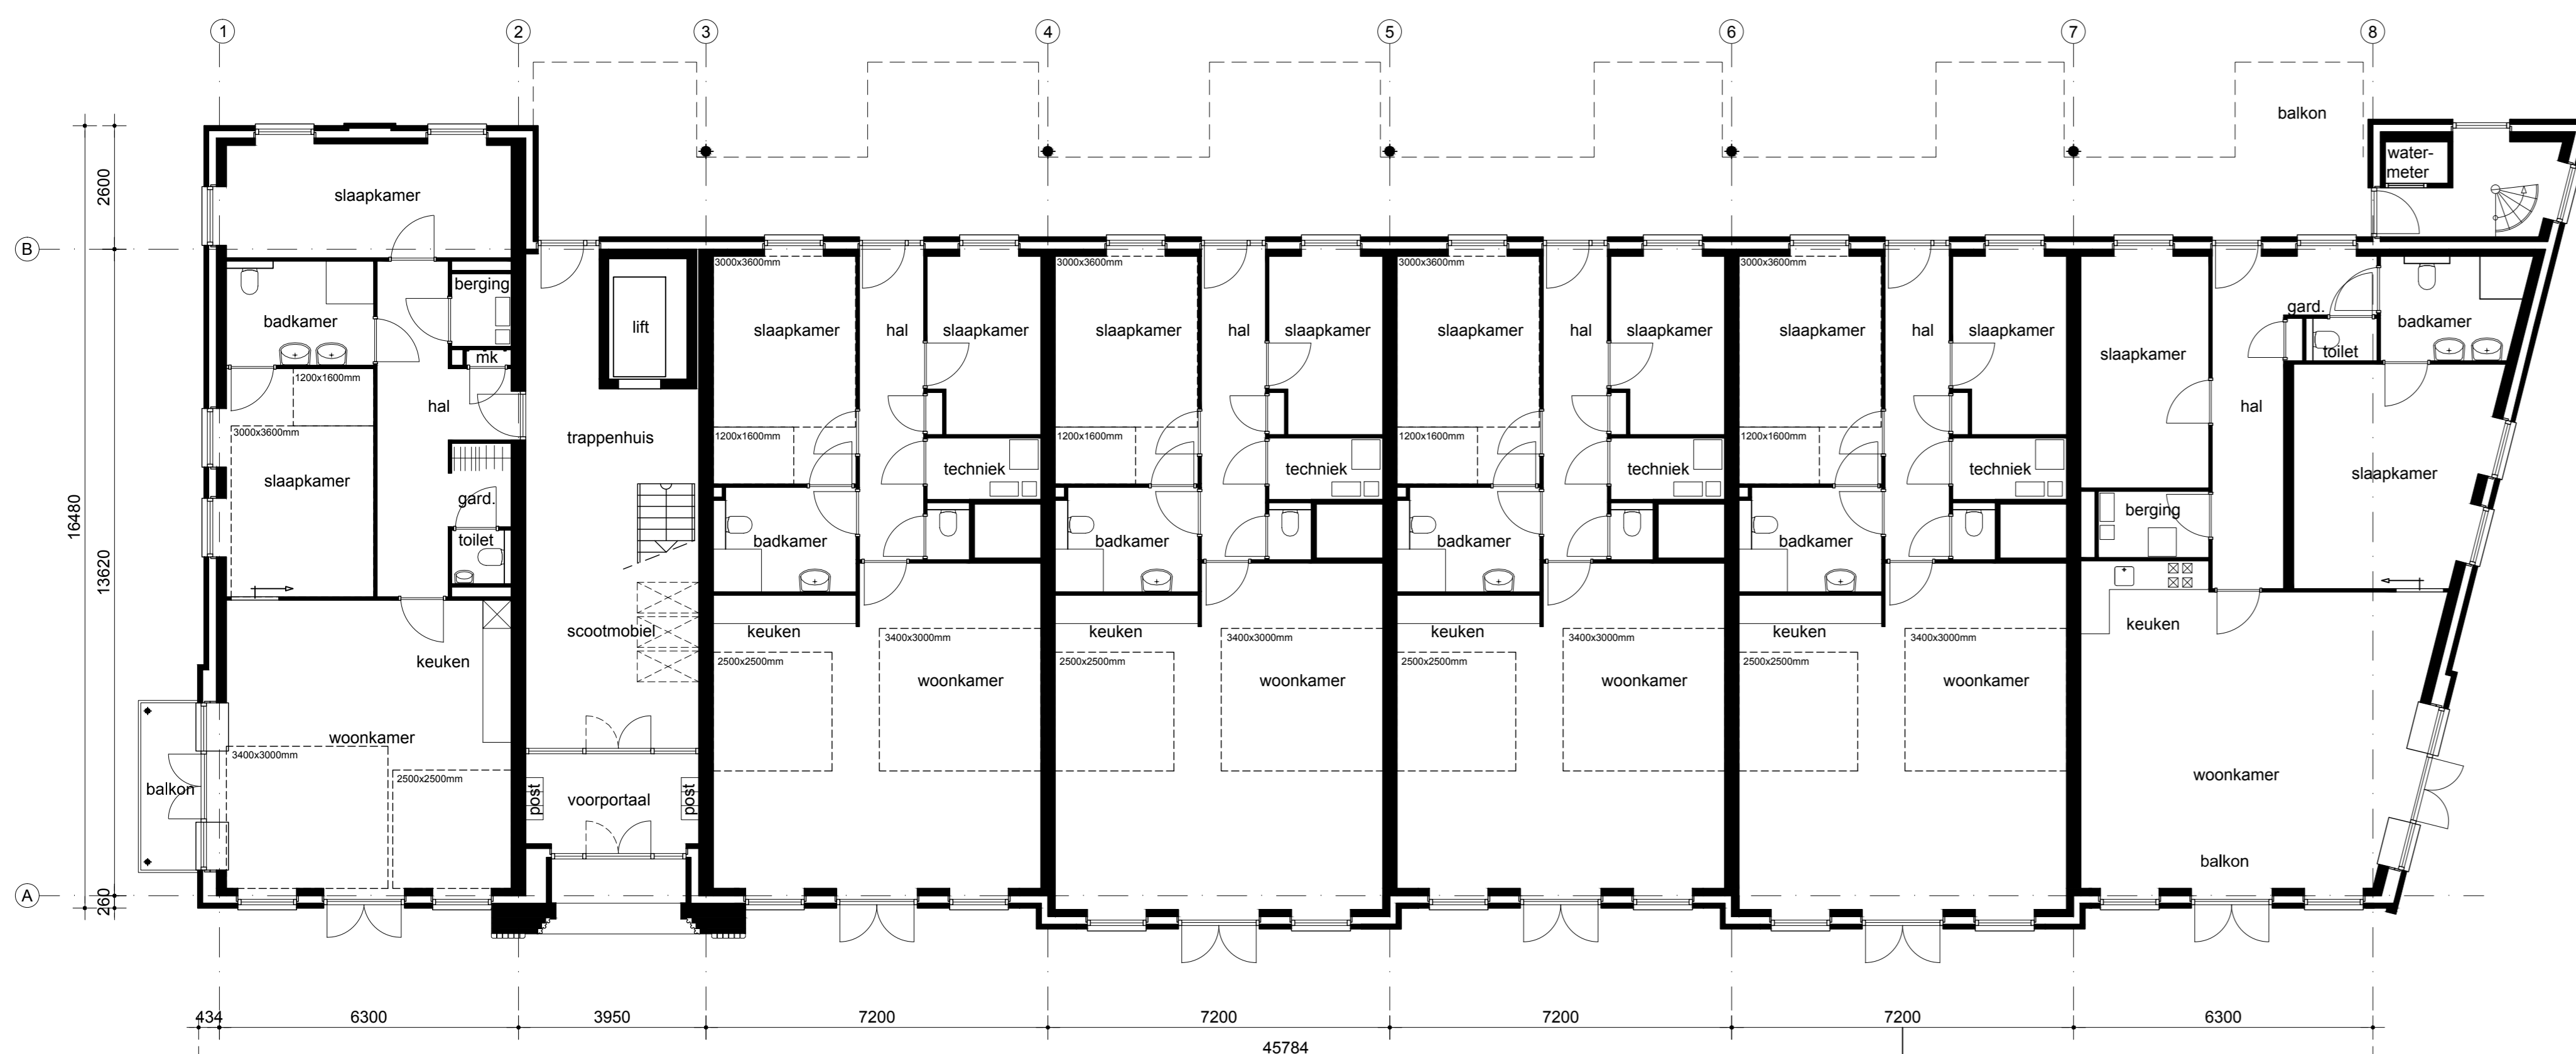 1 2 3 4 5 6 7 8
balkon
water-
meter
2600
slaapkamer
B
berging
badkamer
mk
1200x1600mm
hal
3000x3600mm
slaapkamer
gard.
toilet
keuken
woonkamer
3400x3000mm
2500x2500mm
balkon
16480
13620
260
A
lift
trappenhuis
scootmobiel
post
voorportaal
post
3000x3600mm
slaapkamer
hal
slaapkamer
1200x1600mm
techniek
badkamer
keuken
3400x3000mm
2500x2500mm
woonkamer
3000x3600mm
slaapkamer
hal
slaapkamer
1200x1600mm
techniek
badkamer
keuken
3400x3000mm
2500x2500mm
woonkamer
3000x3600mm
slaapkamer
hal
slaapkamer
1200x1600mm
techniek
badkamer
keuken
3400x3000mm
2500x2500mm
woonkamer
3000x3600mm
slaapkamer
hal
slaapkamer
1200x1600mm
techniek
badkamer
keuken
3400x3000mm
2500x2500mm
woonkamer
gard.
badkamer
toilet
slaapkamer
hal
slaapkamer
berging
keuken
woonkamer
balkon
434 6300 3950 7200 7200 7200 7200 6300
45784